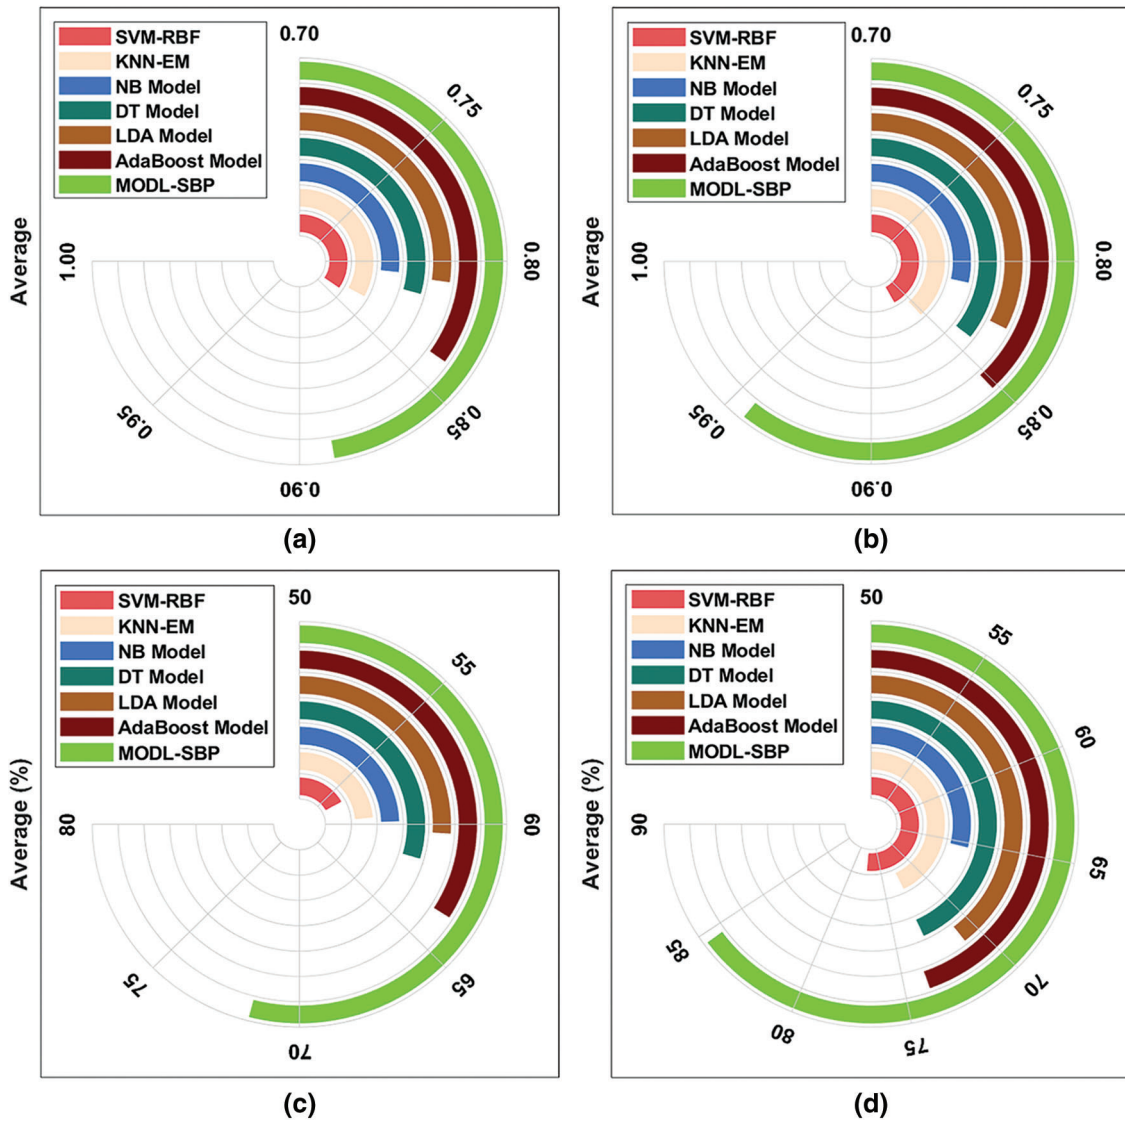 SVM-RBF
KNN-EM
NB Model
DT Model
LDA Model
AdaBoost Model
MODL-SBP
0.70
0.75
0.80
0.85
0.90
0.95
1.00
Average
(a)
SVM-RBF
KNN-EM
NB Model
DT Model
LDA Model
AdaBoost Model
MODL-SBP
0.70
0.75
0.80
0.85
0.90
0.95
1.00
Average
(b)
SVM-RBF
KNN-EM
NB Model
DT Model
LDA Model
AdaBoost Model
MODL-SBP
50
55
60
65
70
75
80
Average (%)
(c)
SVM-RBF
KNN-EM
NB Model
DT Model
LDA Model
AdaBoost Model
MODL-SBP
50
55
60
65
70
75
80
85
90
Average (%)
(d)